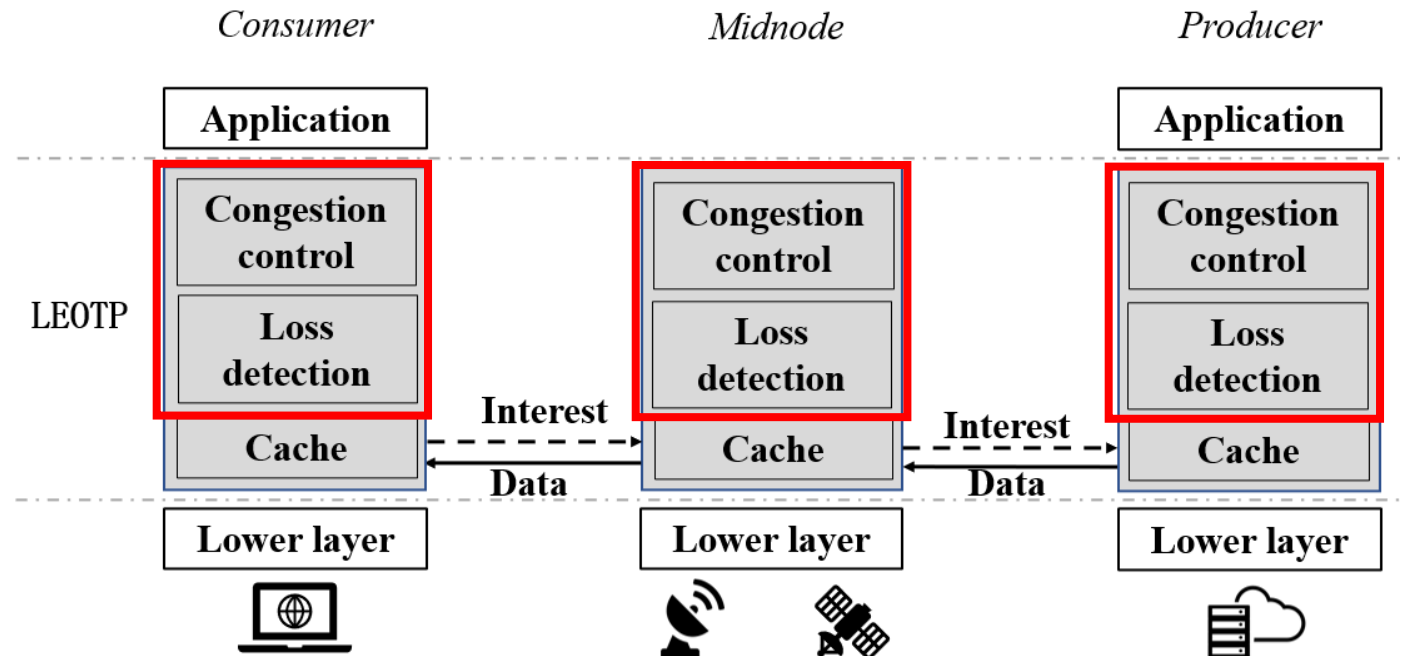 Consumer
Midnode
Producer
Application
Application
LEOTP
Congestion
control
Loss
detection
Cache
Congestion
control
Loss
detection
Cache
Congestion
control
Loss
detection
Cache
Interest
Data
Interest
Data
Lower layer
Lower layer
Lower layer